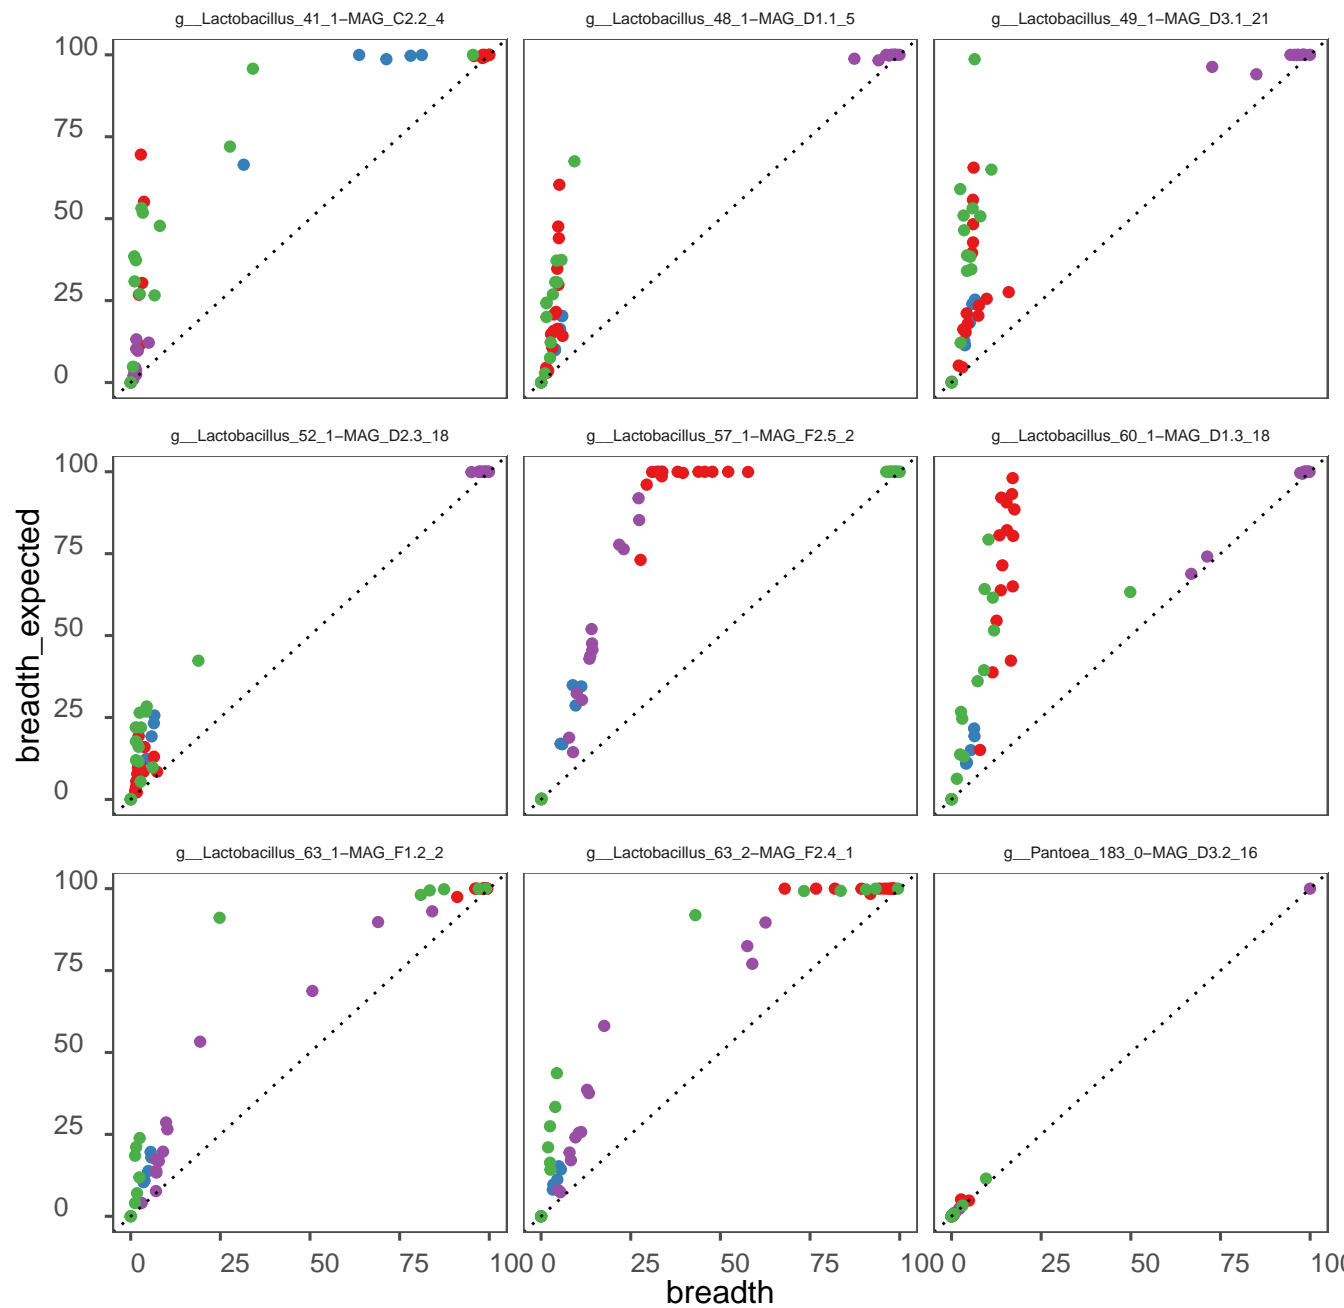 g__Lactobacillus_41_1−MAG_C2.2_4
g__Lactobacillus_48_1−MAG_D1.1_5
g__Lactobacillus_49_1−MAG_D3.1_21
100
75
50
25
0
g__Lactobacillus_52_1−MAG_D2.3_18
g__Lactobacillus_57_1−MAG_F2.5_2
g__Lactobacillus_60_1−MAG_D1.3_18
100
75
50
25
0
breadth_expected
g__Lactobacillus_63_1−MAG_F1.2_2
g__Lactobacillus_63_2−MAG_F2.4_1
g__Pantoea_183_0−MAG_D3.2_16
100
75
50
25
0
0 25 50 75 100 0 25 50 75 100 0 25 50 75 100
breadth